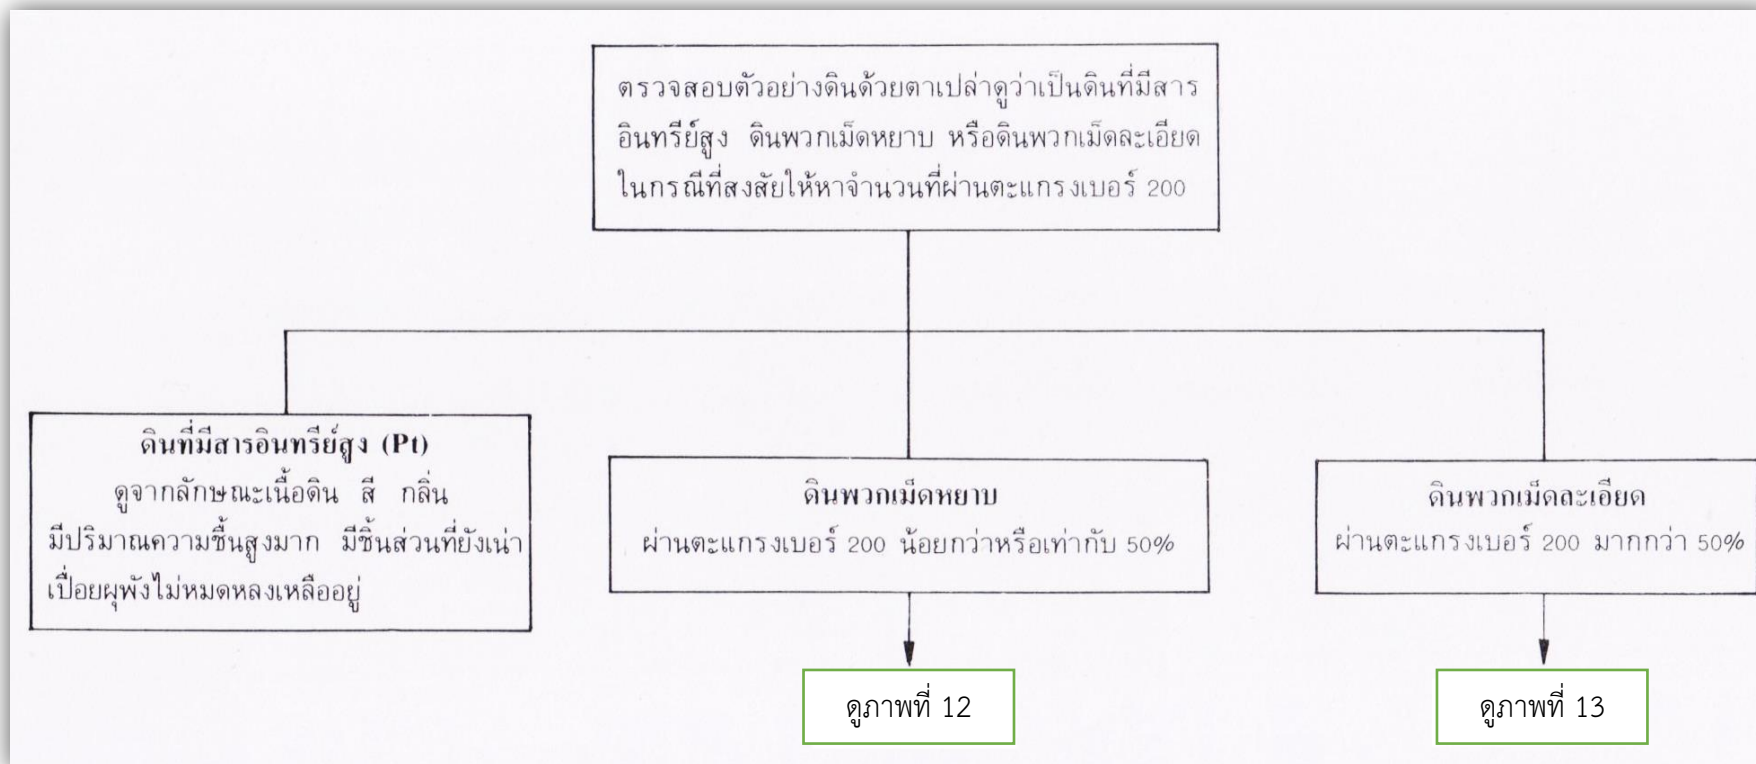 ตรวจสอบตัวอย่างดินด้วยตาเปล่าดูว่าเป็นดินที่มีสาร
อินทรีย์สูง ดินพวกเม็ดหยาบ หรือดินพวกเม็ดละเอียด
ในกรณีที่สงสัยให้หาจำนวนที่ผ่านตะแกรงเบอร์ 200
ดินที่มีสารอินทรีย์สูง (Pt)
ดูจากลักษณะเนื้อดิน สี กลิ่น
มีปริมาณความชื้นสูงมาก มีชิ้นส่วนที่ยังเน่า
เปื่อยผุพังไม่หมดหลงเหลืออยู่
ดินพวกเม็ดหยาบ
ผ่านตะแกรงเบอร์ 200 น้อยกว่าหรือเท่ากับ 50%
ดูภาพที่ 12
ดินพวกเม็ดละเอียด
ผ่านตะแกรงเบอร์ 200 มากกว่า 50%
ดูภาพที่ 13